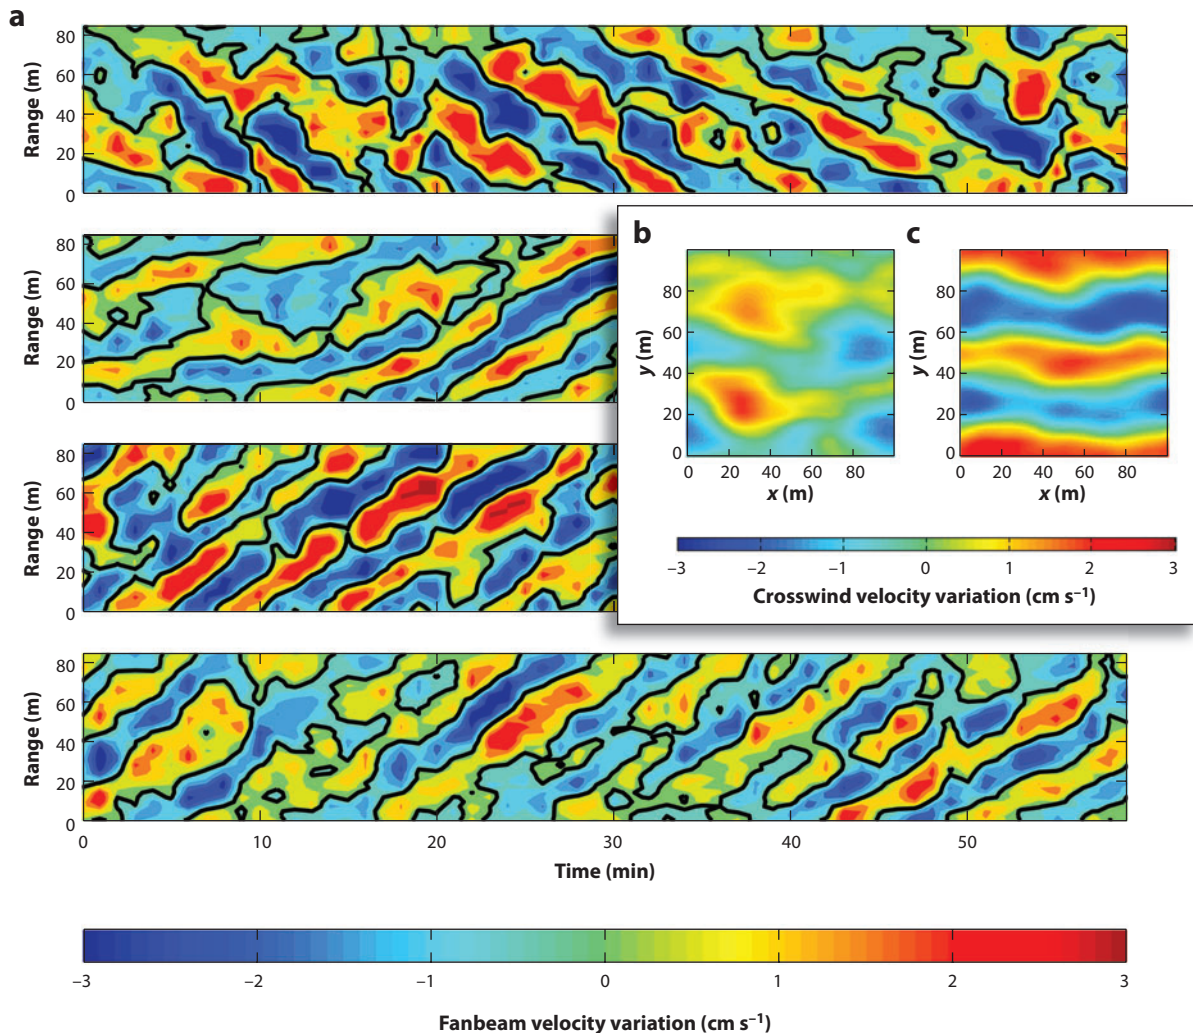 a
80
60
40
20
0
Range (m)
80
60
40
20
0
Range (m)
b
c
80
60
40
20
0
y (m)
0 20 40 60 80
x (m)
80
60
40
20
0
y (m)
0 20 40 60 80
x (m)
–3 –2 –1 0 1 2 3
Crosswind velocity variation (cm s–1)
80
60
40
20
0
Range (m)
80
60
40
20
0
Range (m)
0 10 20 30 40 50
Time (min)
–3 –2 –1 0 1 2 3
Fanbeam velocity variation (cm s–1)